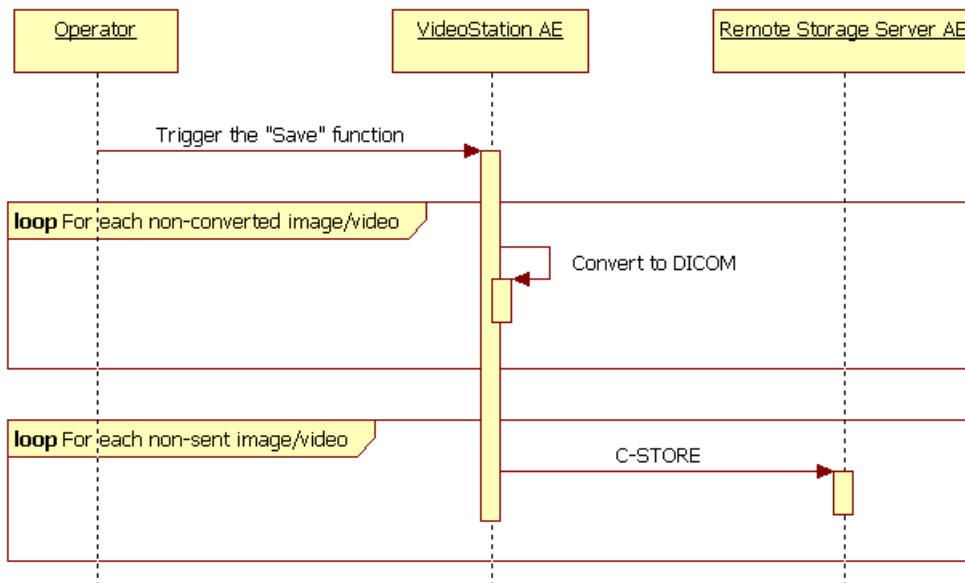 Operator
VideoStation AE
Remote Storage Server AE
Trigger the "Save" function
loop For each non-converted image/video
Convert to DICOM
loop For each non-sent image/video
C-STORE